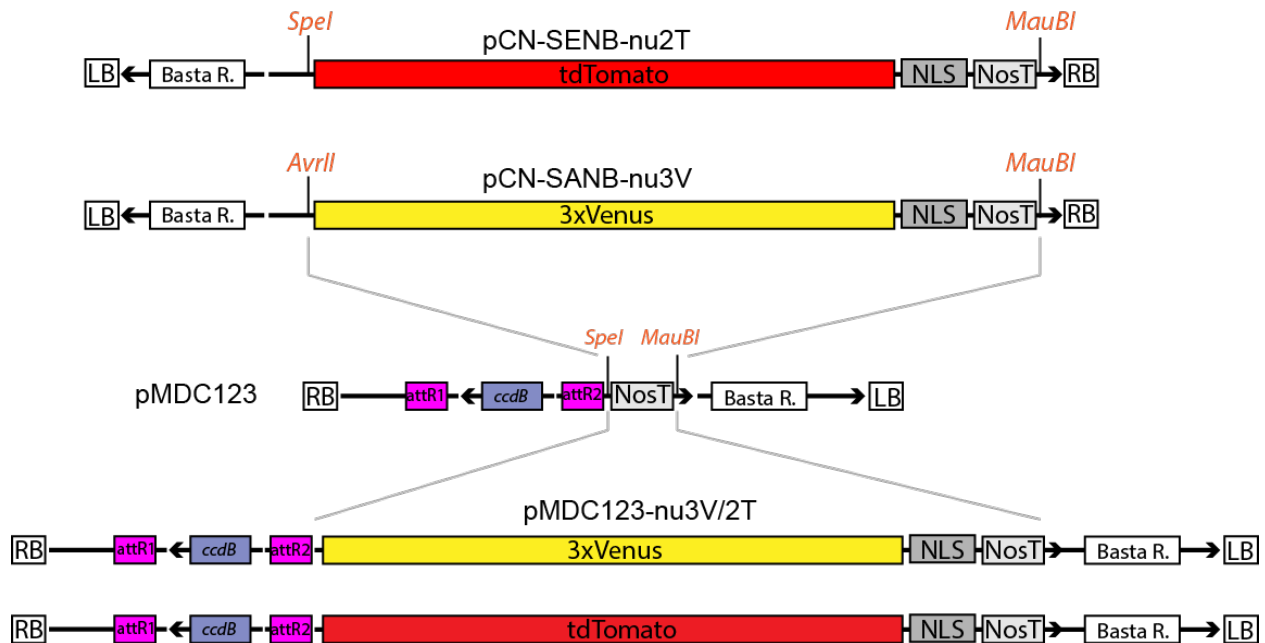 SpeI MauBI
pCN-SENB-nu2T
LB Basta R. tdTomato NLS NosT RB
AvrII MauBI
pCN-SANB-nu3V
LB Basta R. 3xVenus NLS NosT RB
SpeI MauBI
pMDC123 RB attR1 ccdB attR2 NosT Basta R. LB
pMDC123-nu3V/2T
RB attR1 ccdB attR2 3xVenus NLS NosT Basta R. LB
RB attR1 ccdB attR2 tdTomato NLS NosT Basta R. LB